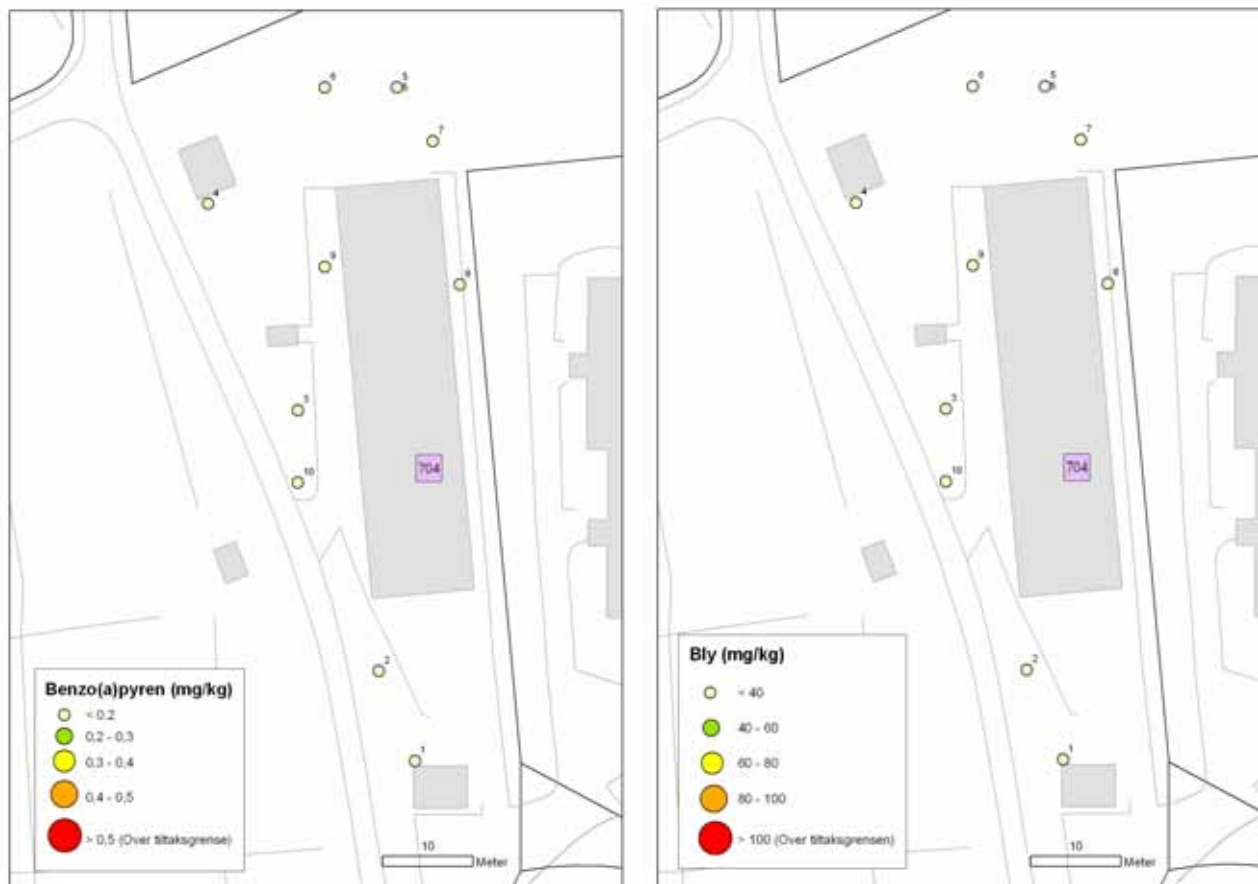 6
5
7
4
9
8
3
10
704
2
1
Benzo(a)pyren (mg/kg)
< 0.2
0,2 - 0,3
0,3 - 0,4
0,4 - 0,5
> 0,5 (Over tiltaksgrense)
10
Meter
6
5
7
4
9
8
3
10
704
2
1
Bly (mg/kg)
< 40
40 - 60
60 - 80
80 - 100
> 100 (Over tiltaksgrensen)
10
Meter